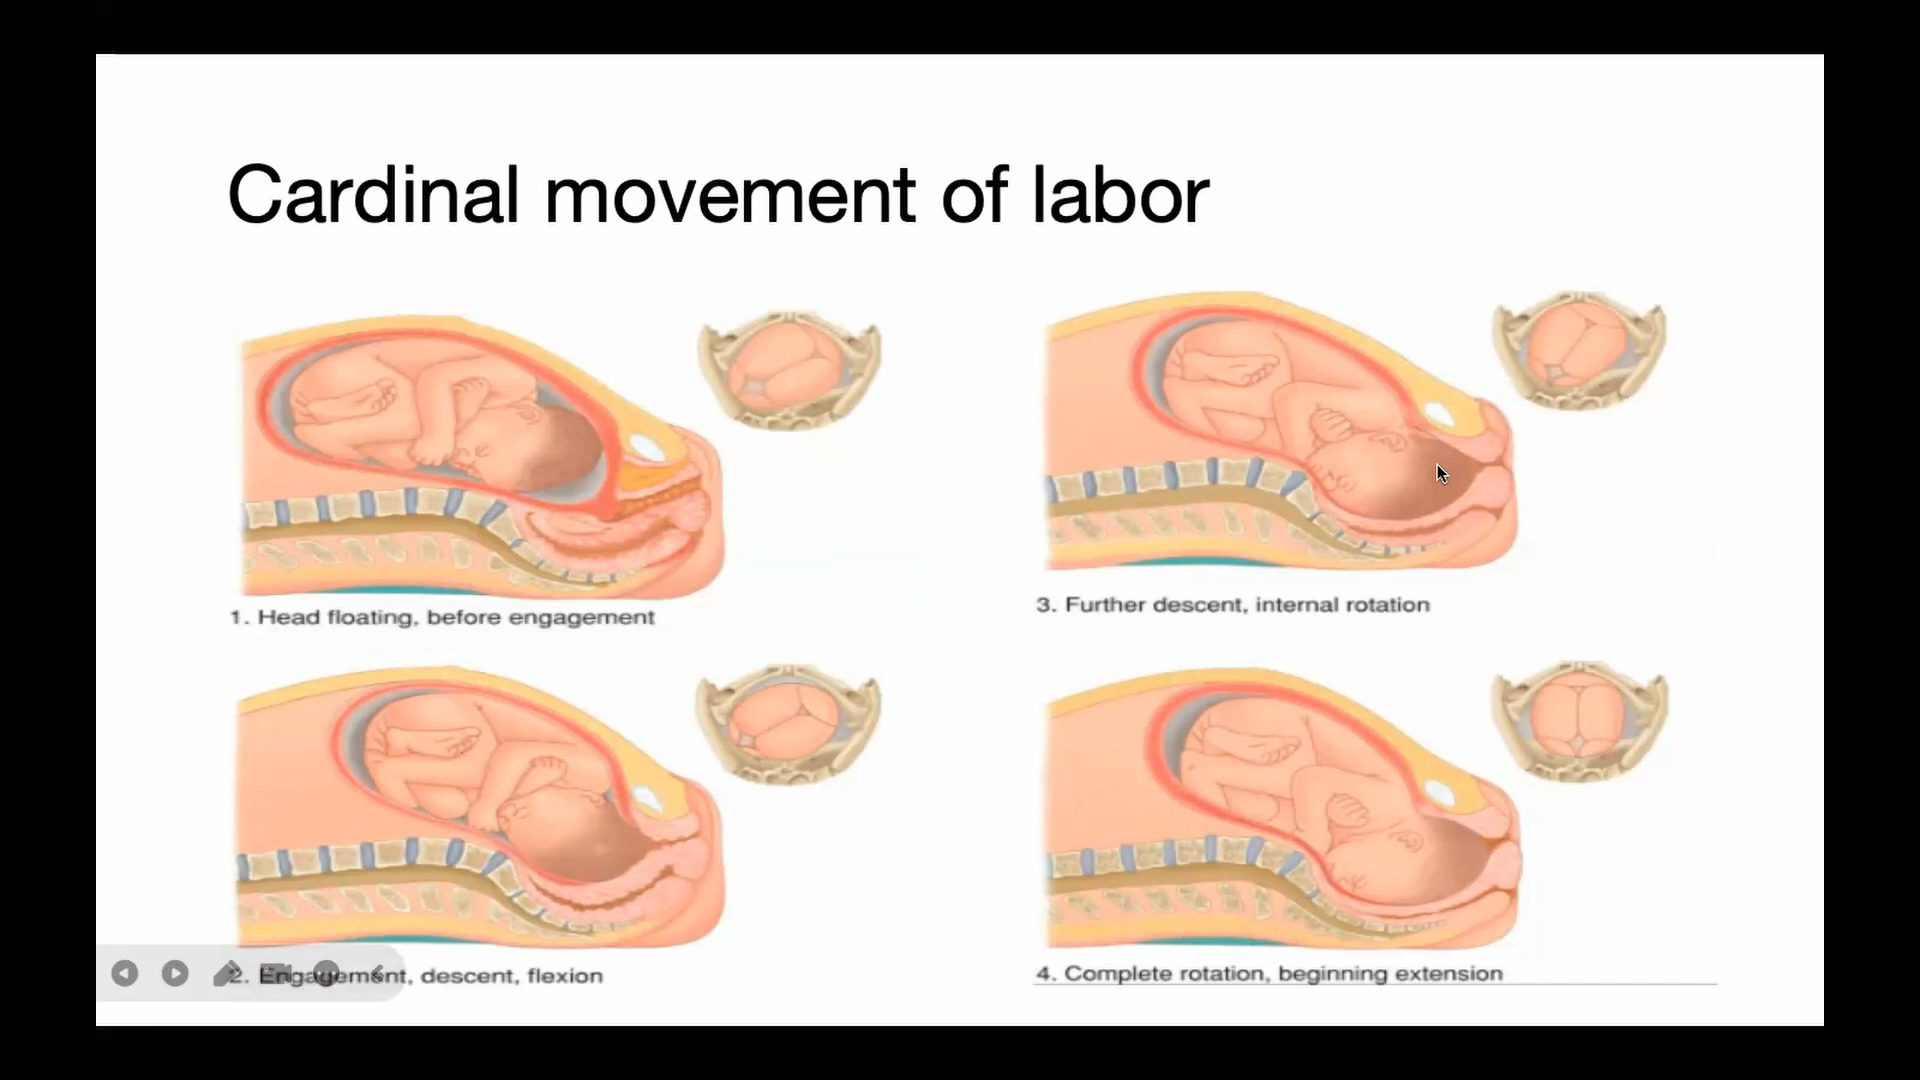 Cardinal movement of labor
1. Head floating, before engagement
2. Engagement, descent, flexion
3. Further descent, internal rotation
4. Complete rotation, beginning extension